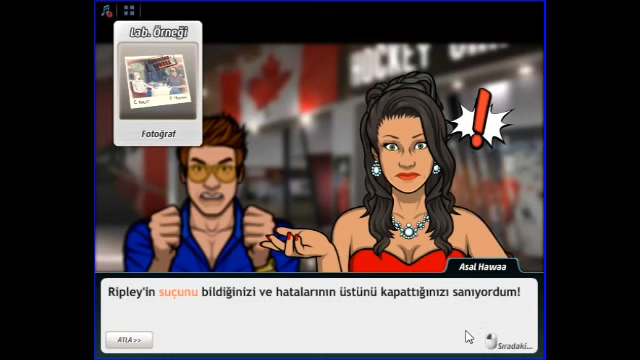 Lab. Örneği
Fotoğraf
HOCKEY
Asal Hawaa
Ripley'in suçunu bildiğinizi ve hatalarının üstünü kapattığınızı sanıyordum!
ATLA >>
Sıradaki...